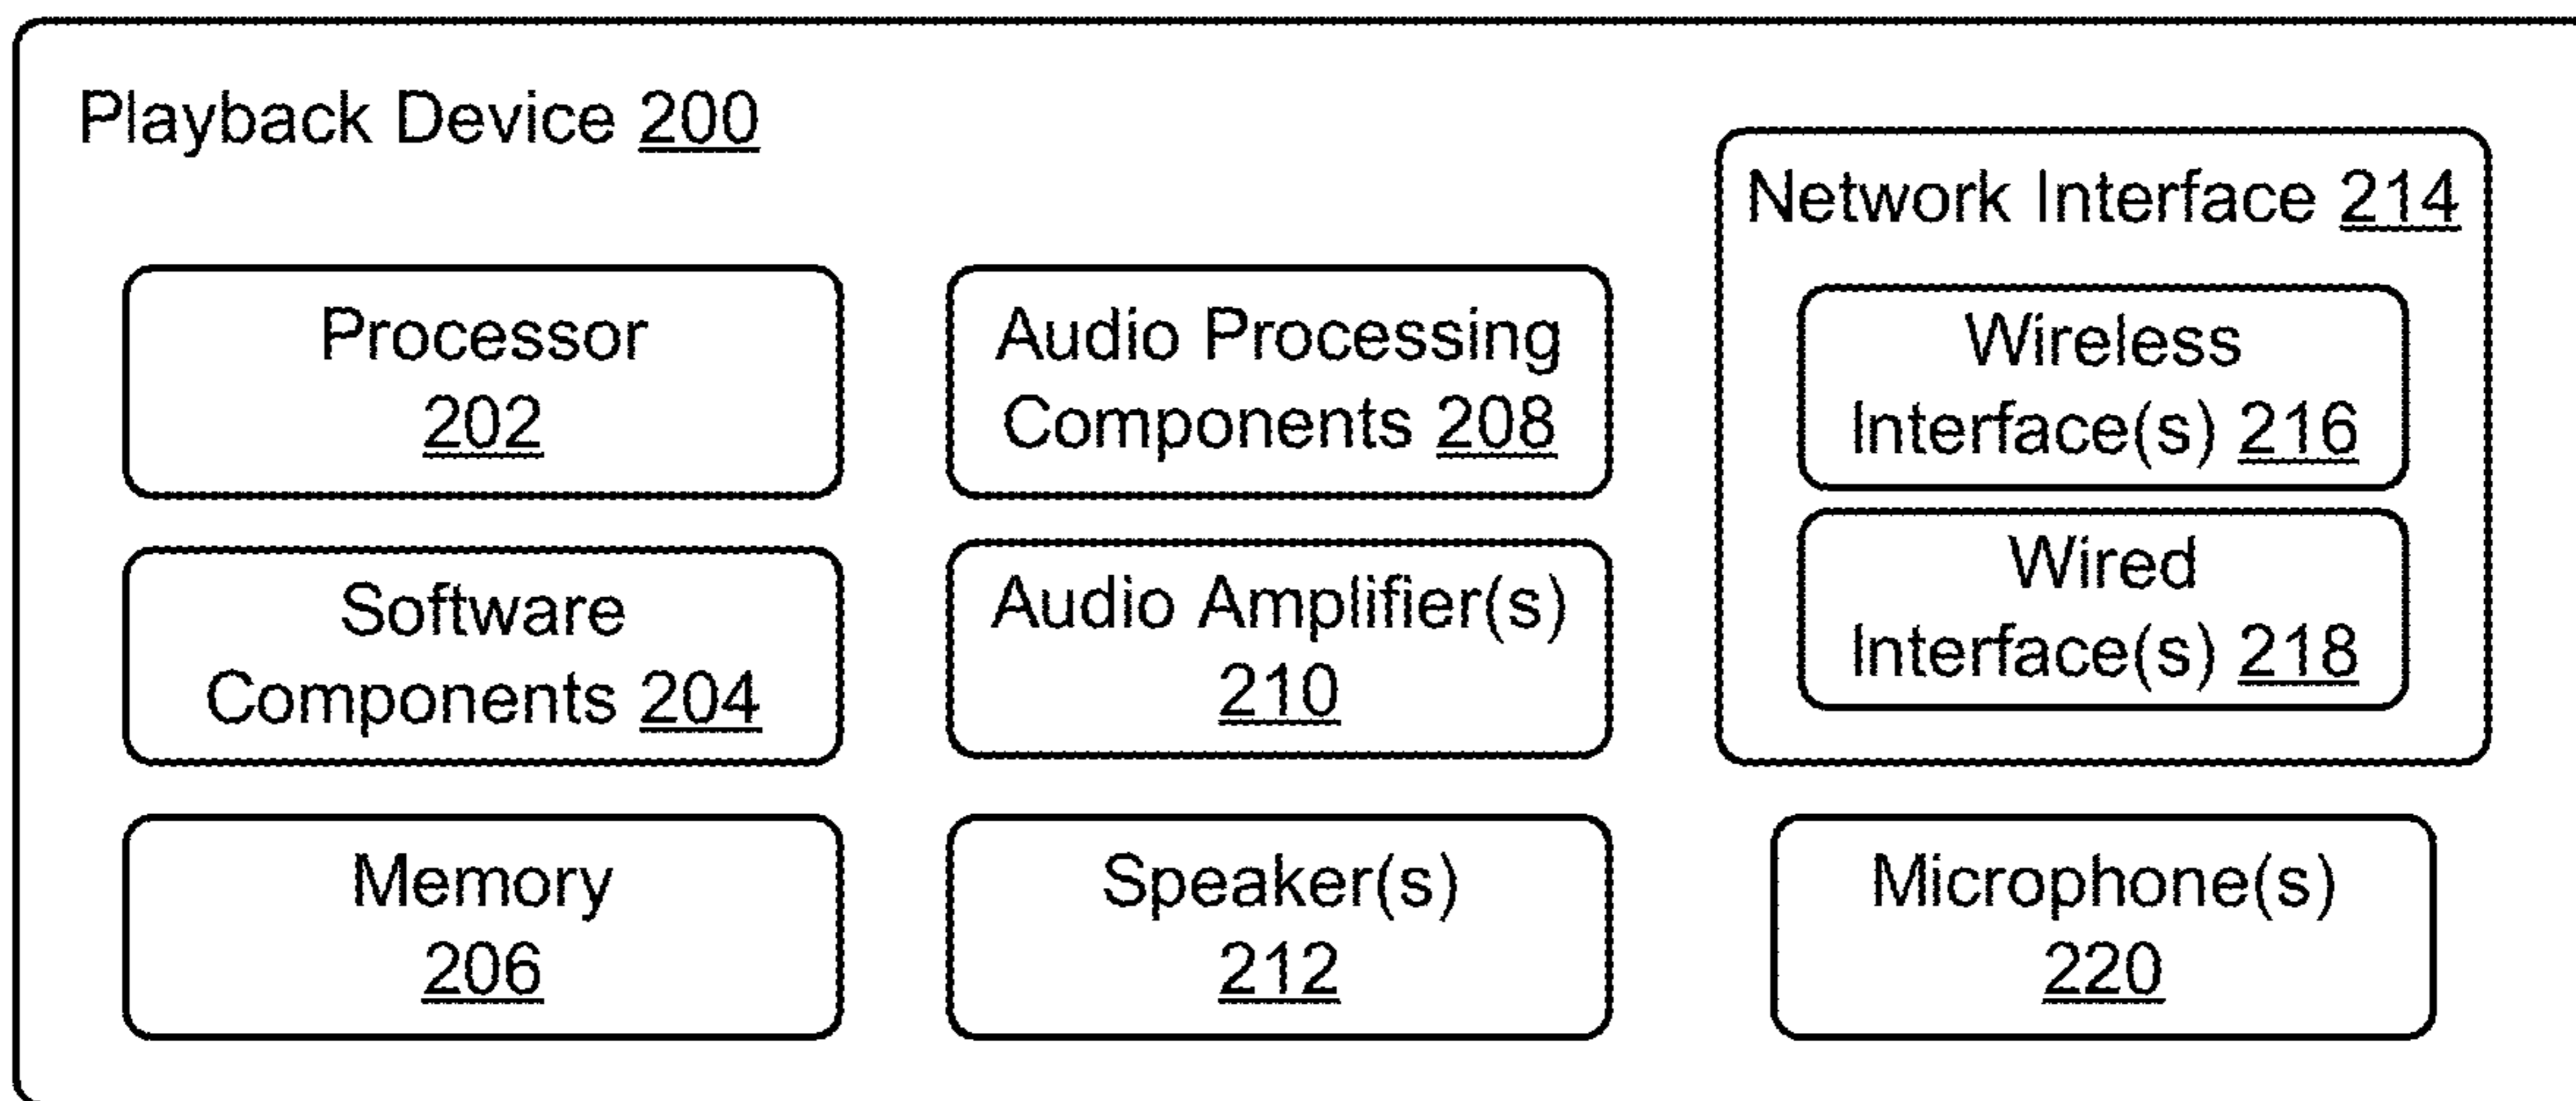 Playback Device 200
Processor
202
Software
Components 204
Memory
206
Audio Processing
Components 208
Audio Amplifier(s)
210
Speaker(s)
212
Network Interface 214
Wireless
Interface(s) 216
Wired
Interface(s) 218
Microphone(s)
220